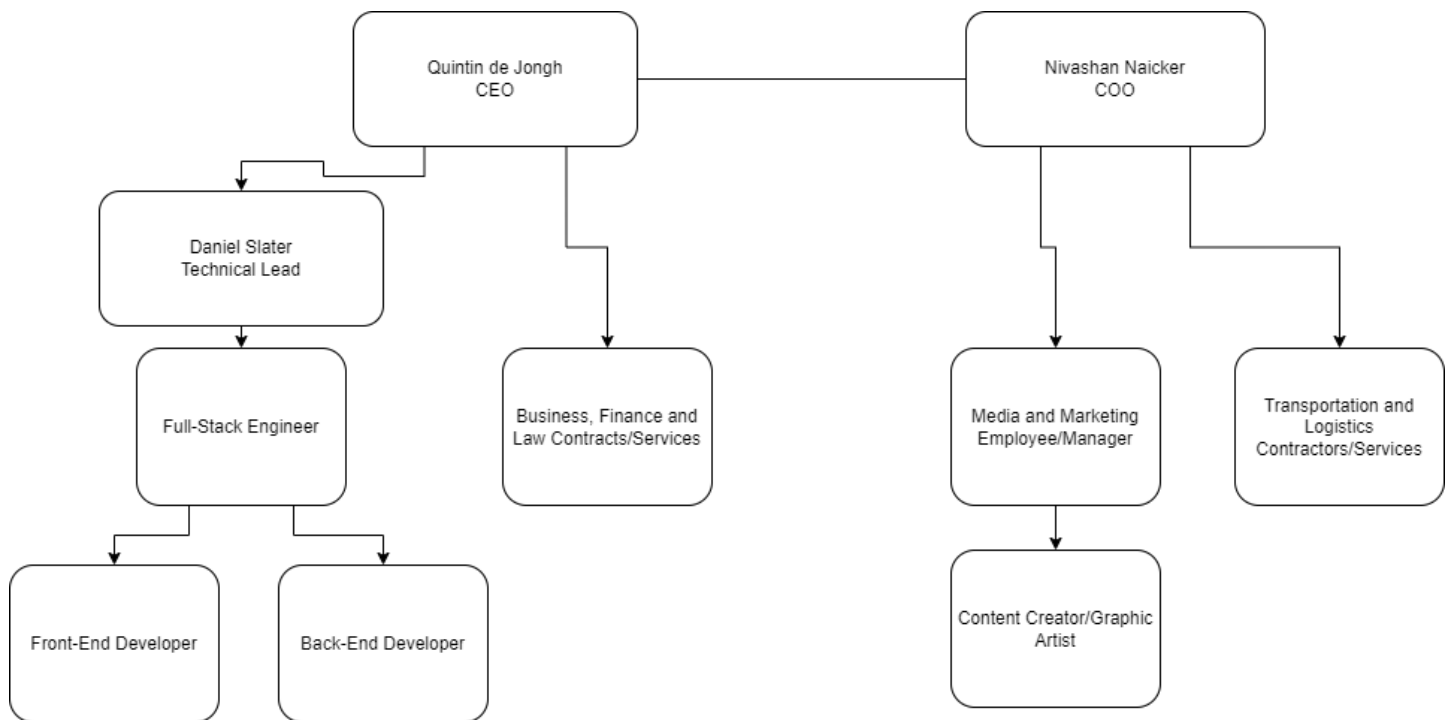 Quintin de Jongh
CEO
Nivashan Naicker
COO
Daniel Slater
Technical Lead
Full-Stack Engineer
Business, Finance and
Law Contracts/Services
Media and Marketing
Employee/Manager
Transportation and
Logistics
Contractors/Services
Front-End Developer
Back-End Developer
Content Creator/Graphic
Artist